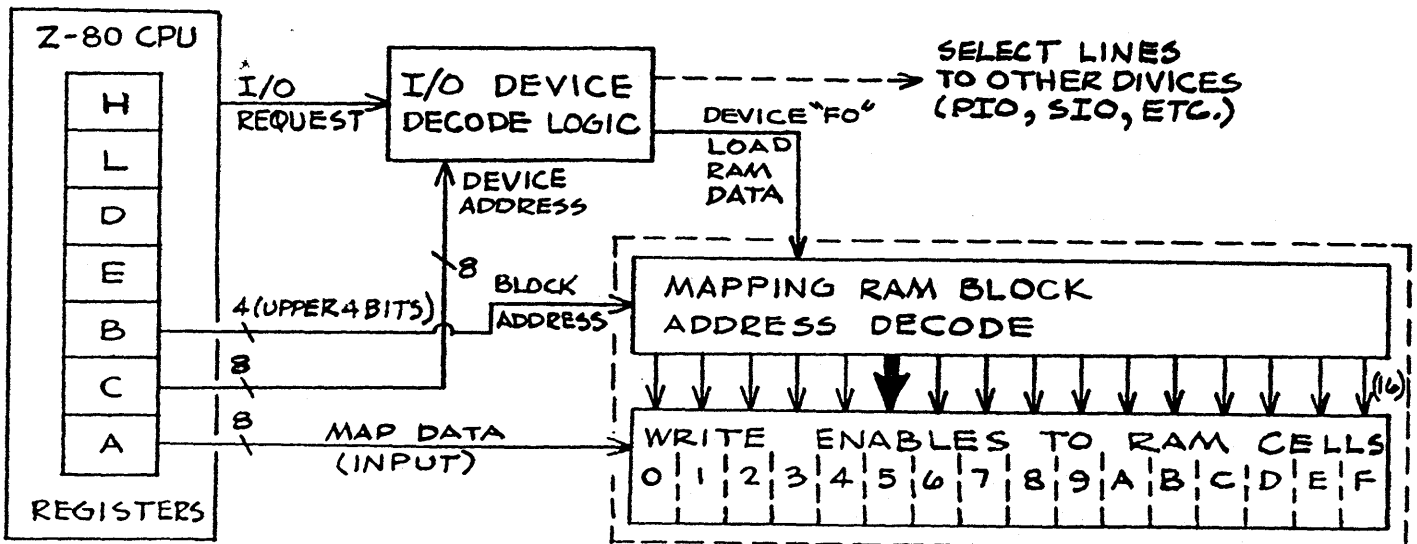 Z-80 CPU
H
L
D
E
B
C
A
REGISTERS
I/O
REQUEST
I/O DEVICE
DECODE LOGIC
SELECT LINES
TO OTHER DIVICES
(PIO, SIO, ETC.)
DEVICE "FO"
LOAD
RAM
DATA
DEVICE
ADDRESS
8
4 (UPPER 4 BITS)
BLOCK
ADDRESS
8
8
MAP DATA
(INPUT)
MAPPING RAM BLOCK
ADDRESS DECODE
(16)
WRITE ENABLES TO RAM CELLS
0 1 2 3 4 5 6 7 8 9 A B C D E F